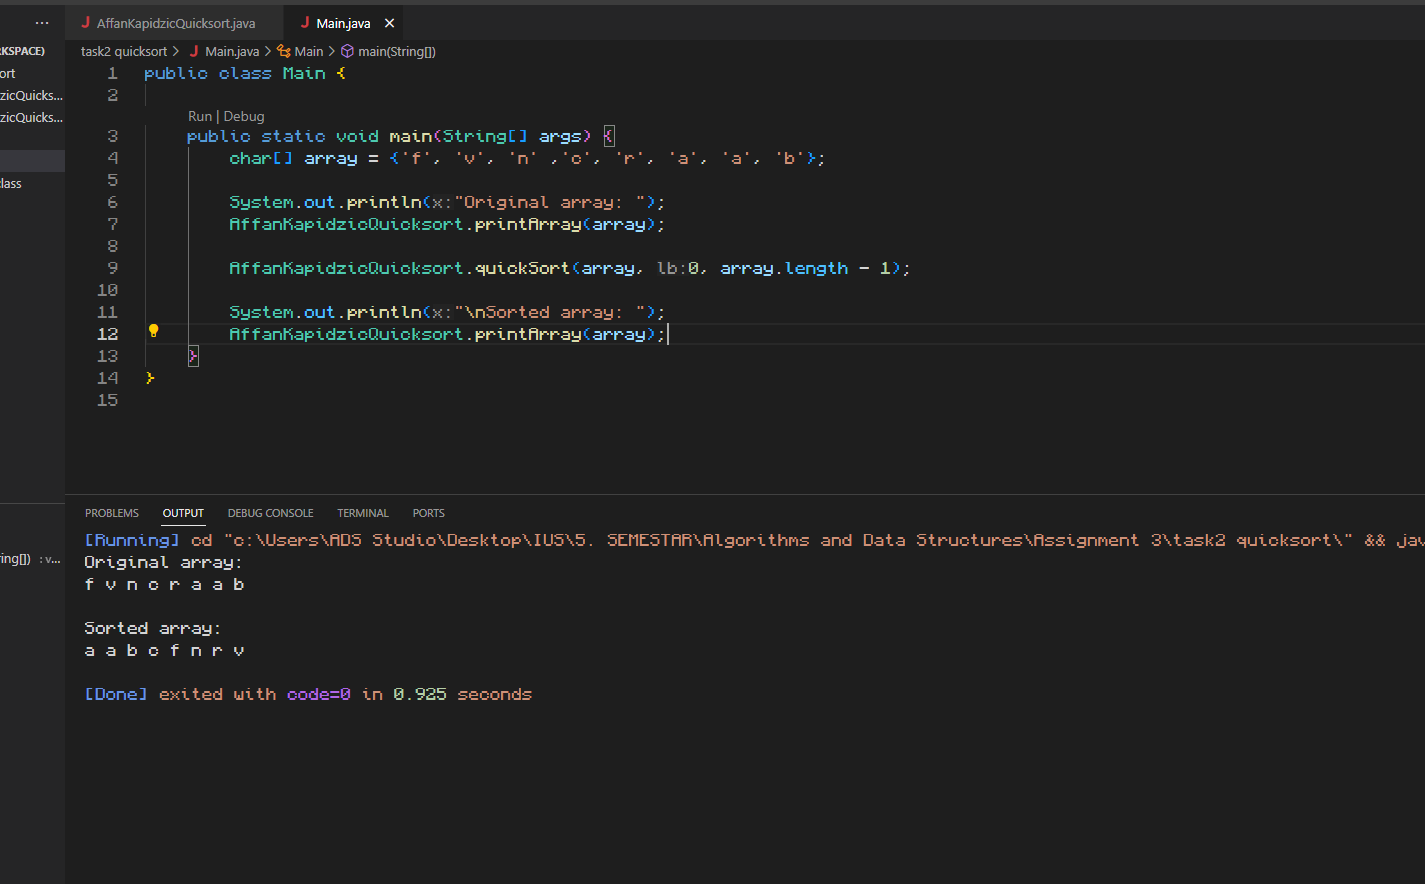 ...
AffanKapidzicQuicksort.java
Main.java
KSPACE)
task2 quicksort > Main.java > Main > main(String[])
ort
1 public class Main {
zicQuicks...
2
zicQuicks...
Run | Debug
3 public static void main(String[] args) {
4 char[] array = {'f', 'v', 'n' ,'c', 'r', 'a', 'a', 'b'};
lass
5
6 System.out.println(x:"Original array: ");
7 AffanKapidzicQuicksort.printArray(array);
8
9 AffanKapidzicQuicksort.quickSort(array, lb:0, array.length - 1);
10
11 System.out.println(x:"\nSorted array: ");
12 AffanKapidzicQuicksort.printArray(array);
13 }
14 }
15
PROBLEMS OUTPUT DEBUG CONSOLE TERMINAL PORTS
[Running] cd "c:\Users\ADS Studio\Desktop\IUS\5. SEMESTAR\Algorithms and Data Structures\Assignment 3\task2 quicksort\" && jav
Original array:
ring[]) : v...
f v n c r a a b
Sorted array:
a a b c f n r v
[Done] exited with code=0 in 0.925 seconds